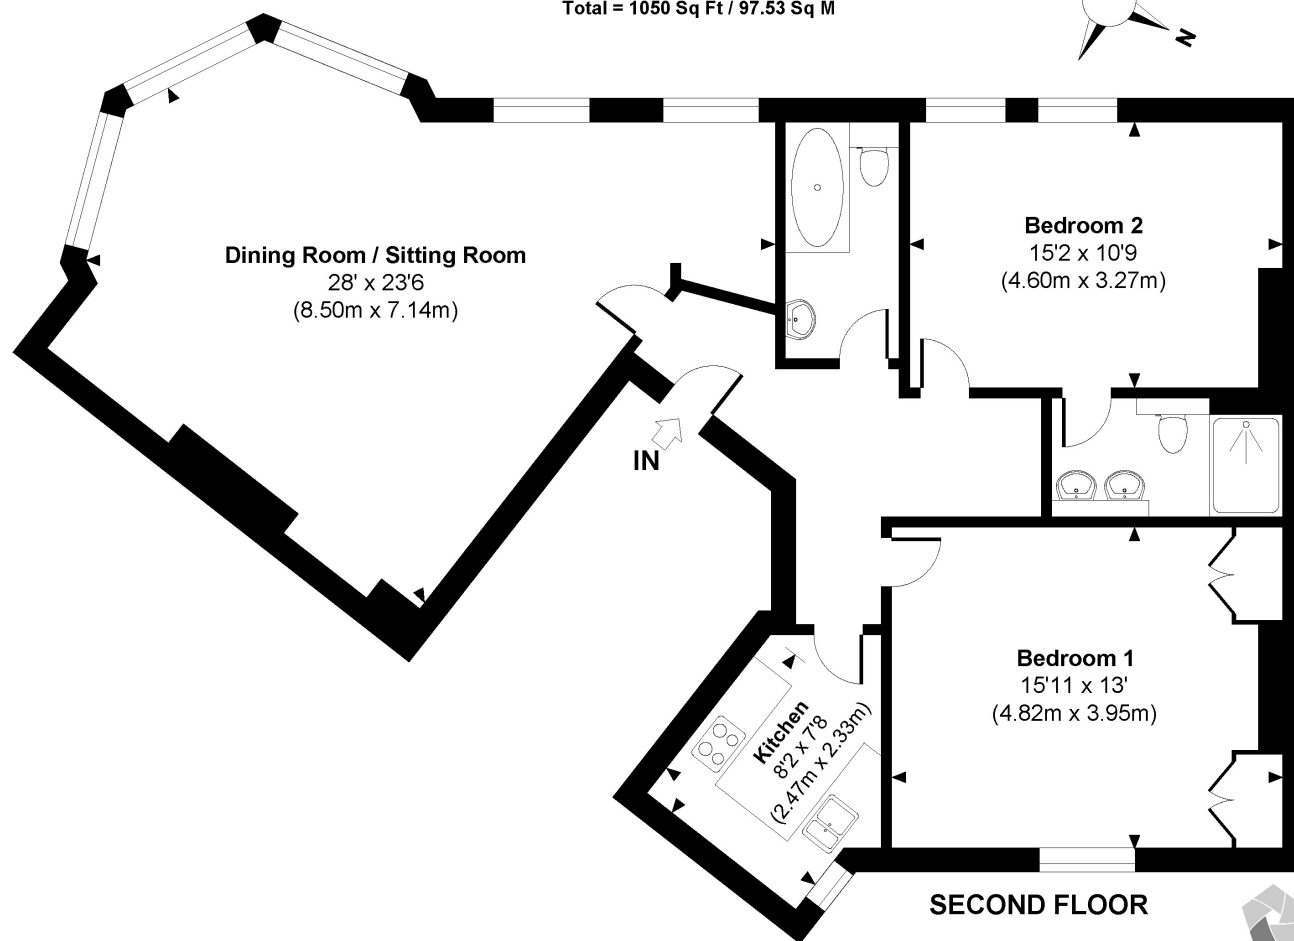 Total = 1050 Sq Ft / 97.53 Sq M
N
Dining Room / Sitting Room
28' x 23'6
(8.50m x 7.14m)
Bedroom 2
15'2 x 10'9
(4.60m x 3.27m)
IN
Bedroom 1
15'11 x 13'
(4.82m x 3.95m)
Kitchen
8'2 x 7'8
(2.47m x 2.33m)
SECOND FLOOR